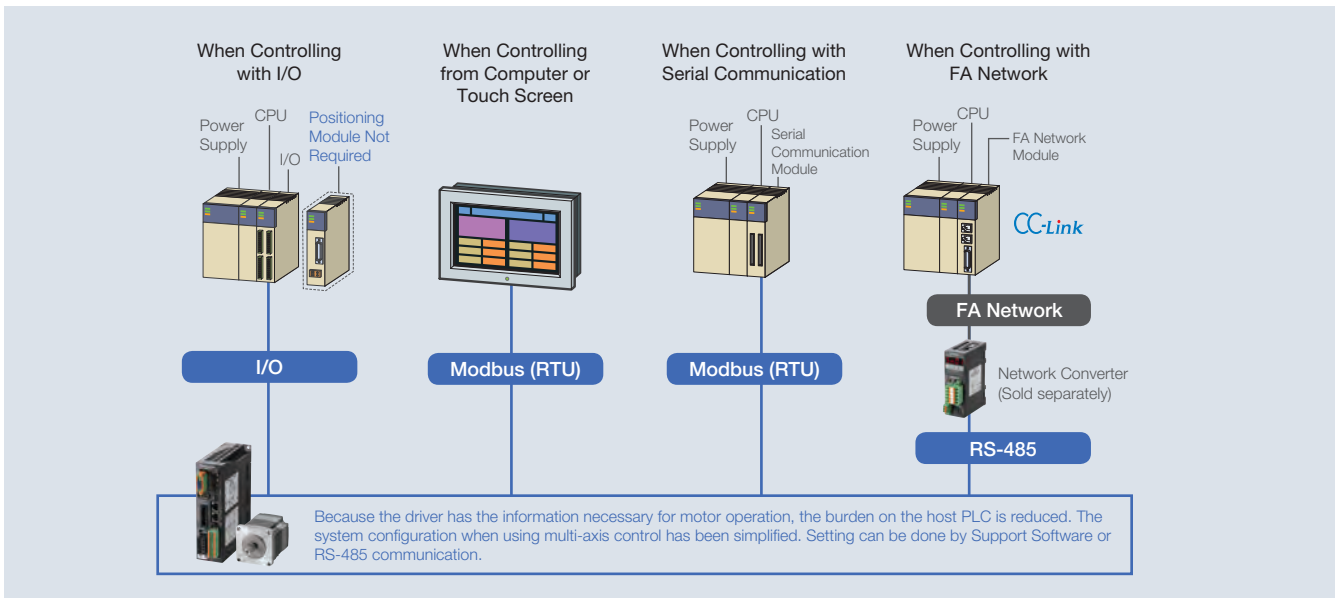 When Controlling
with I/O
When Controlling
from Computer or
Touch Screen
When Controlling with
Serial Communication
When Controlling with
FA Network
Power
Supply
CPU
I/O
Positioning
Module Not
Required
Power
Supply
CPU
Serial
Communication
Module
Power
Supply
CPU
FA Network
Module
CC-Link
FA Network
I/O
Modbus (RTU)
Modbus (RTU)
Network Converter
(Sold separately)
RS-485
Because the driver has the information necessary for motor operation, the burden on the host PLC is reduced. The
system configuration when using multi-axis control has been simplified. Setting can be done by Support Software or
RS-485 communication.